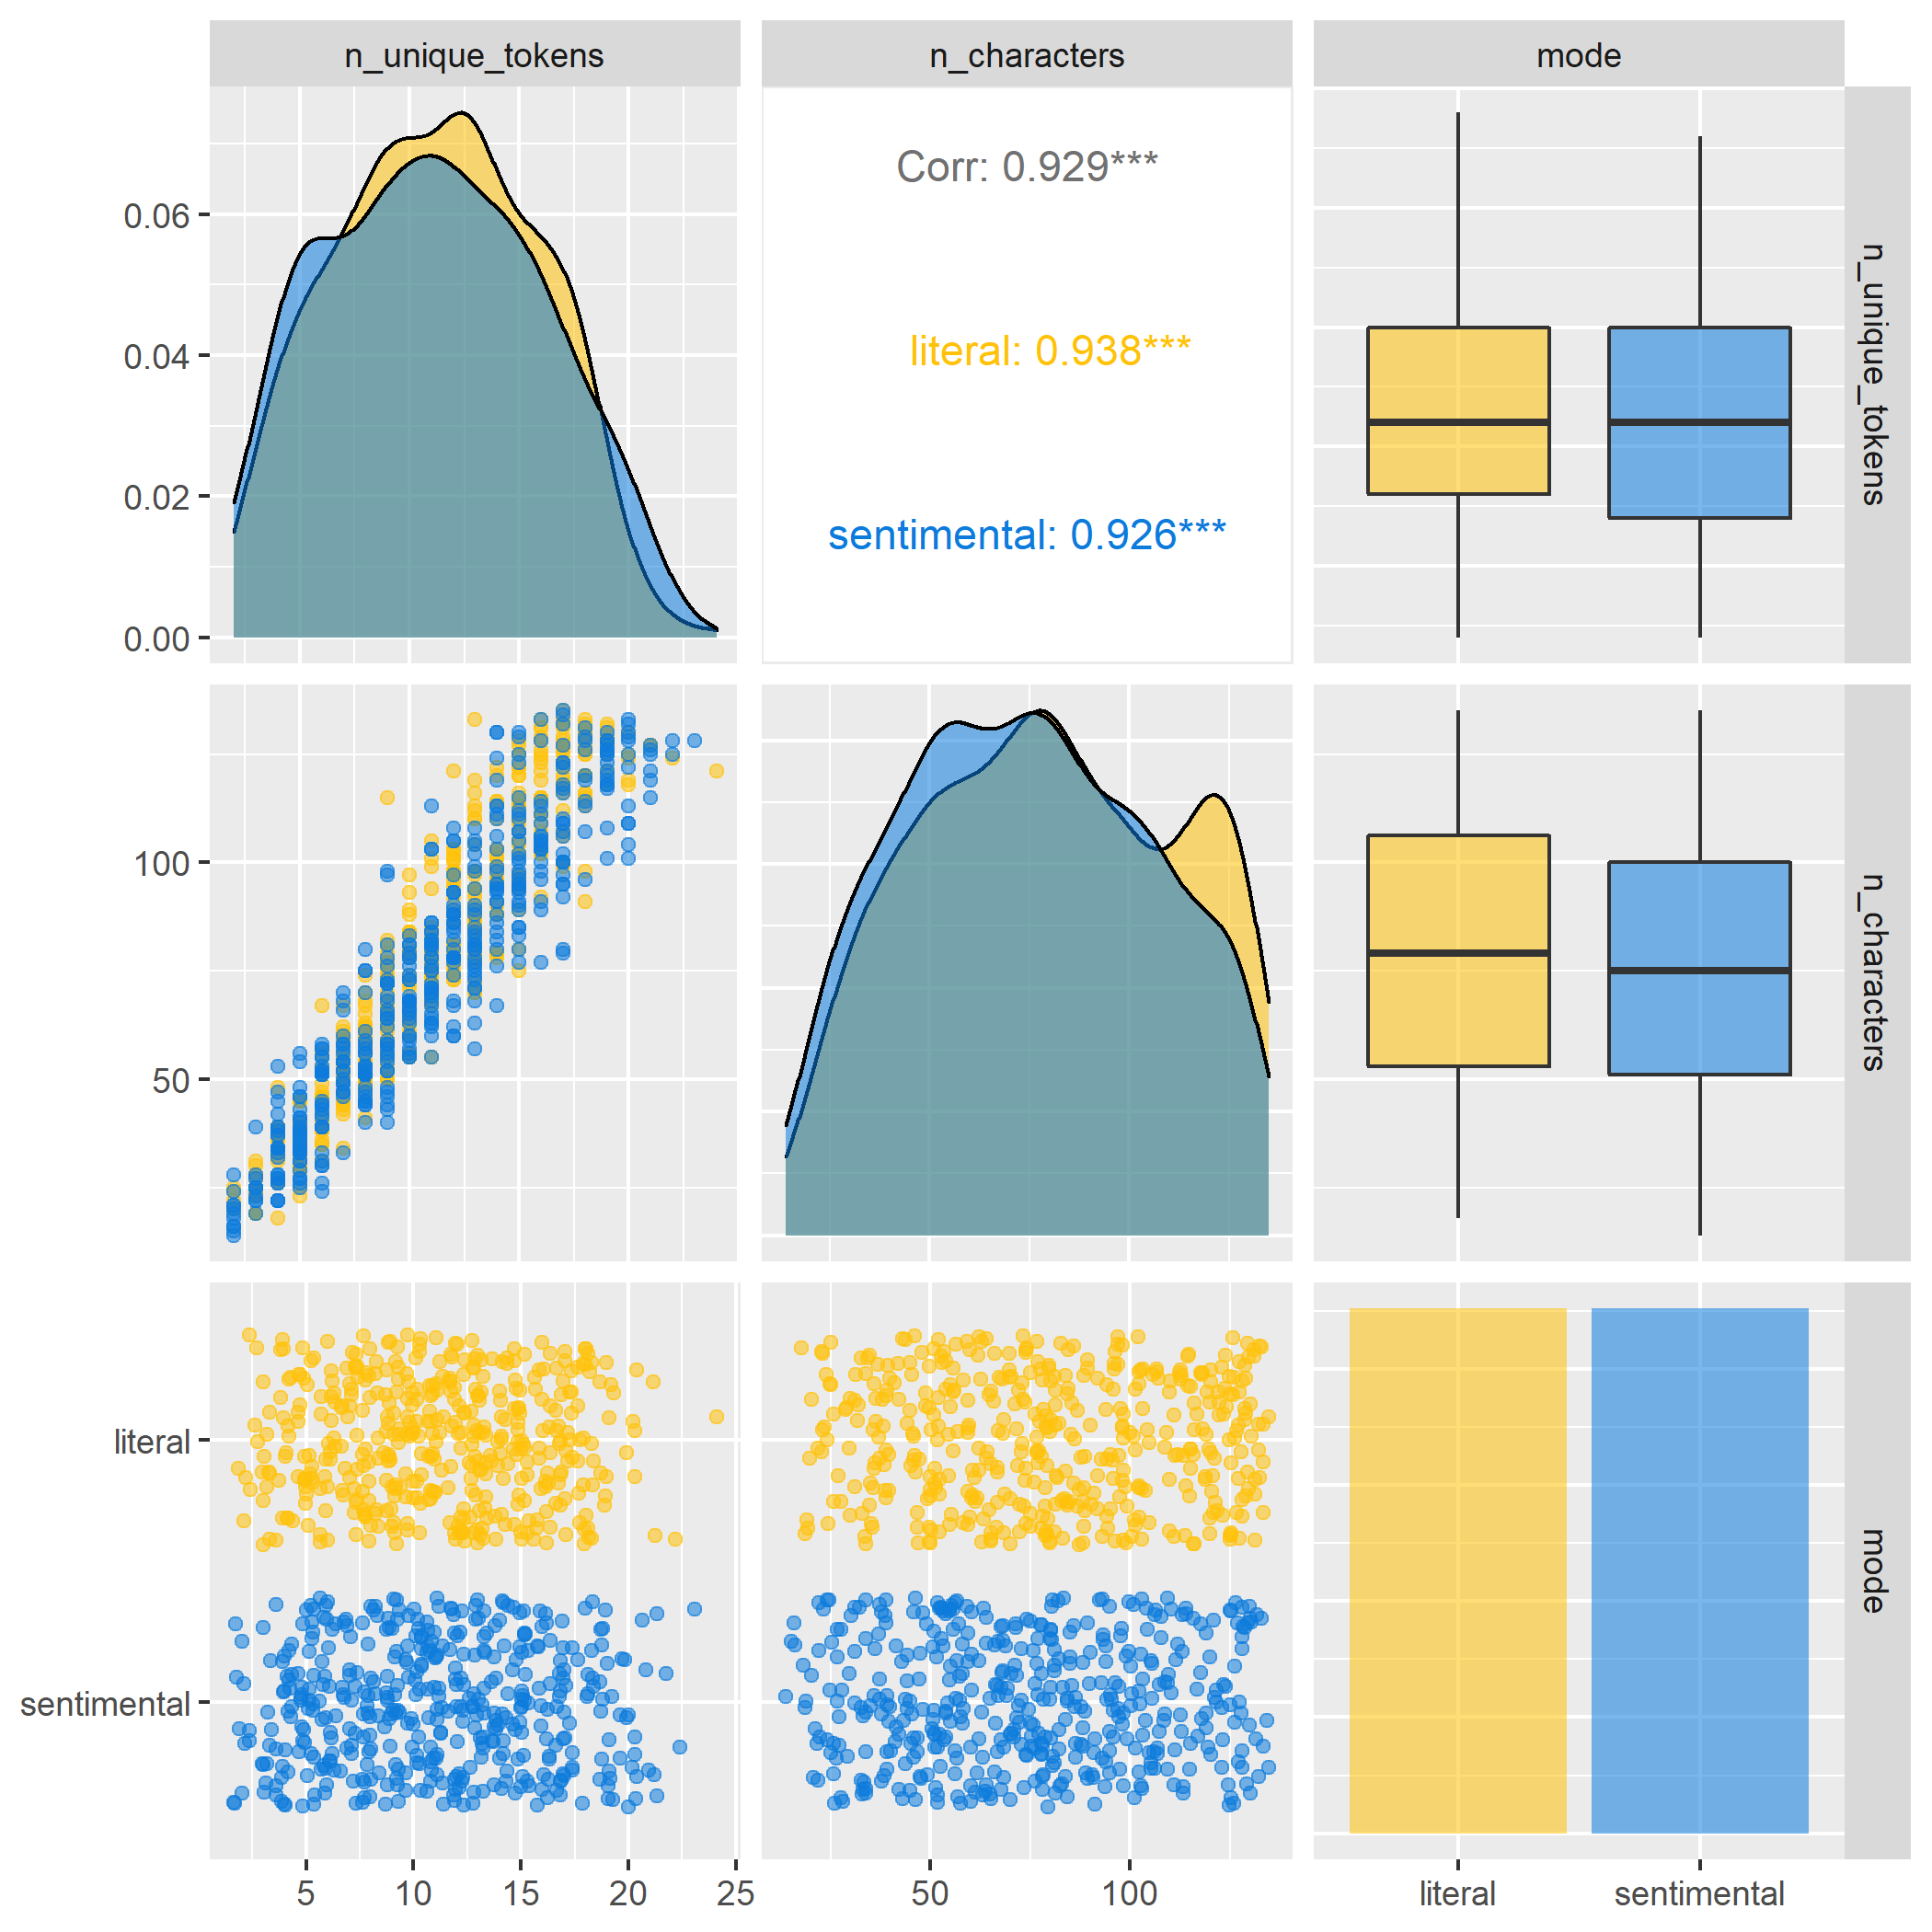 n_unique_tokens
n_characters
mode
0.06
0.04
0.02
0.00
Corr: 0.929***
literal: 0.938***
sentimental: 0.926***
n_unique_tokens
100
50
n_characters
literal
sentimental
mode
5 10 15 20 25
50 100
literal sentimental